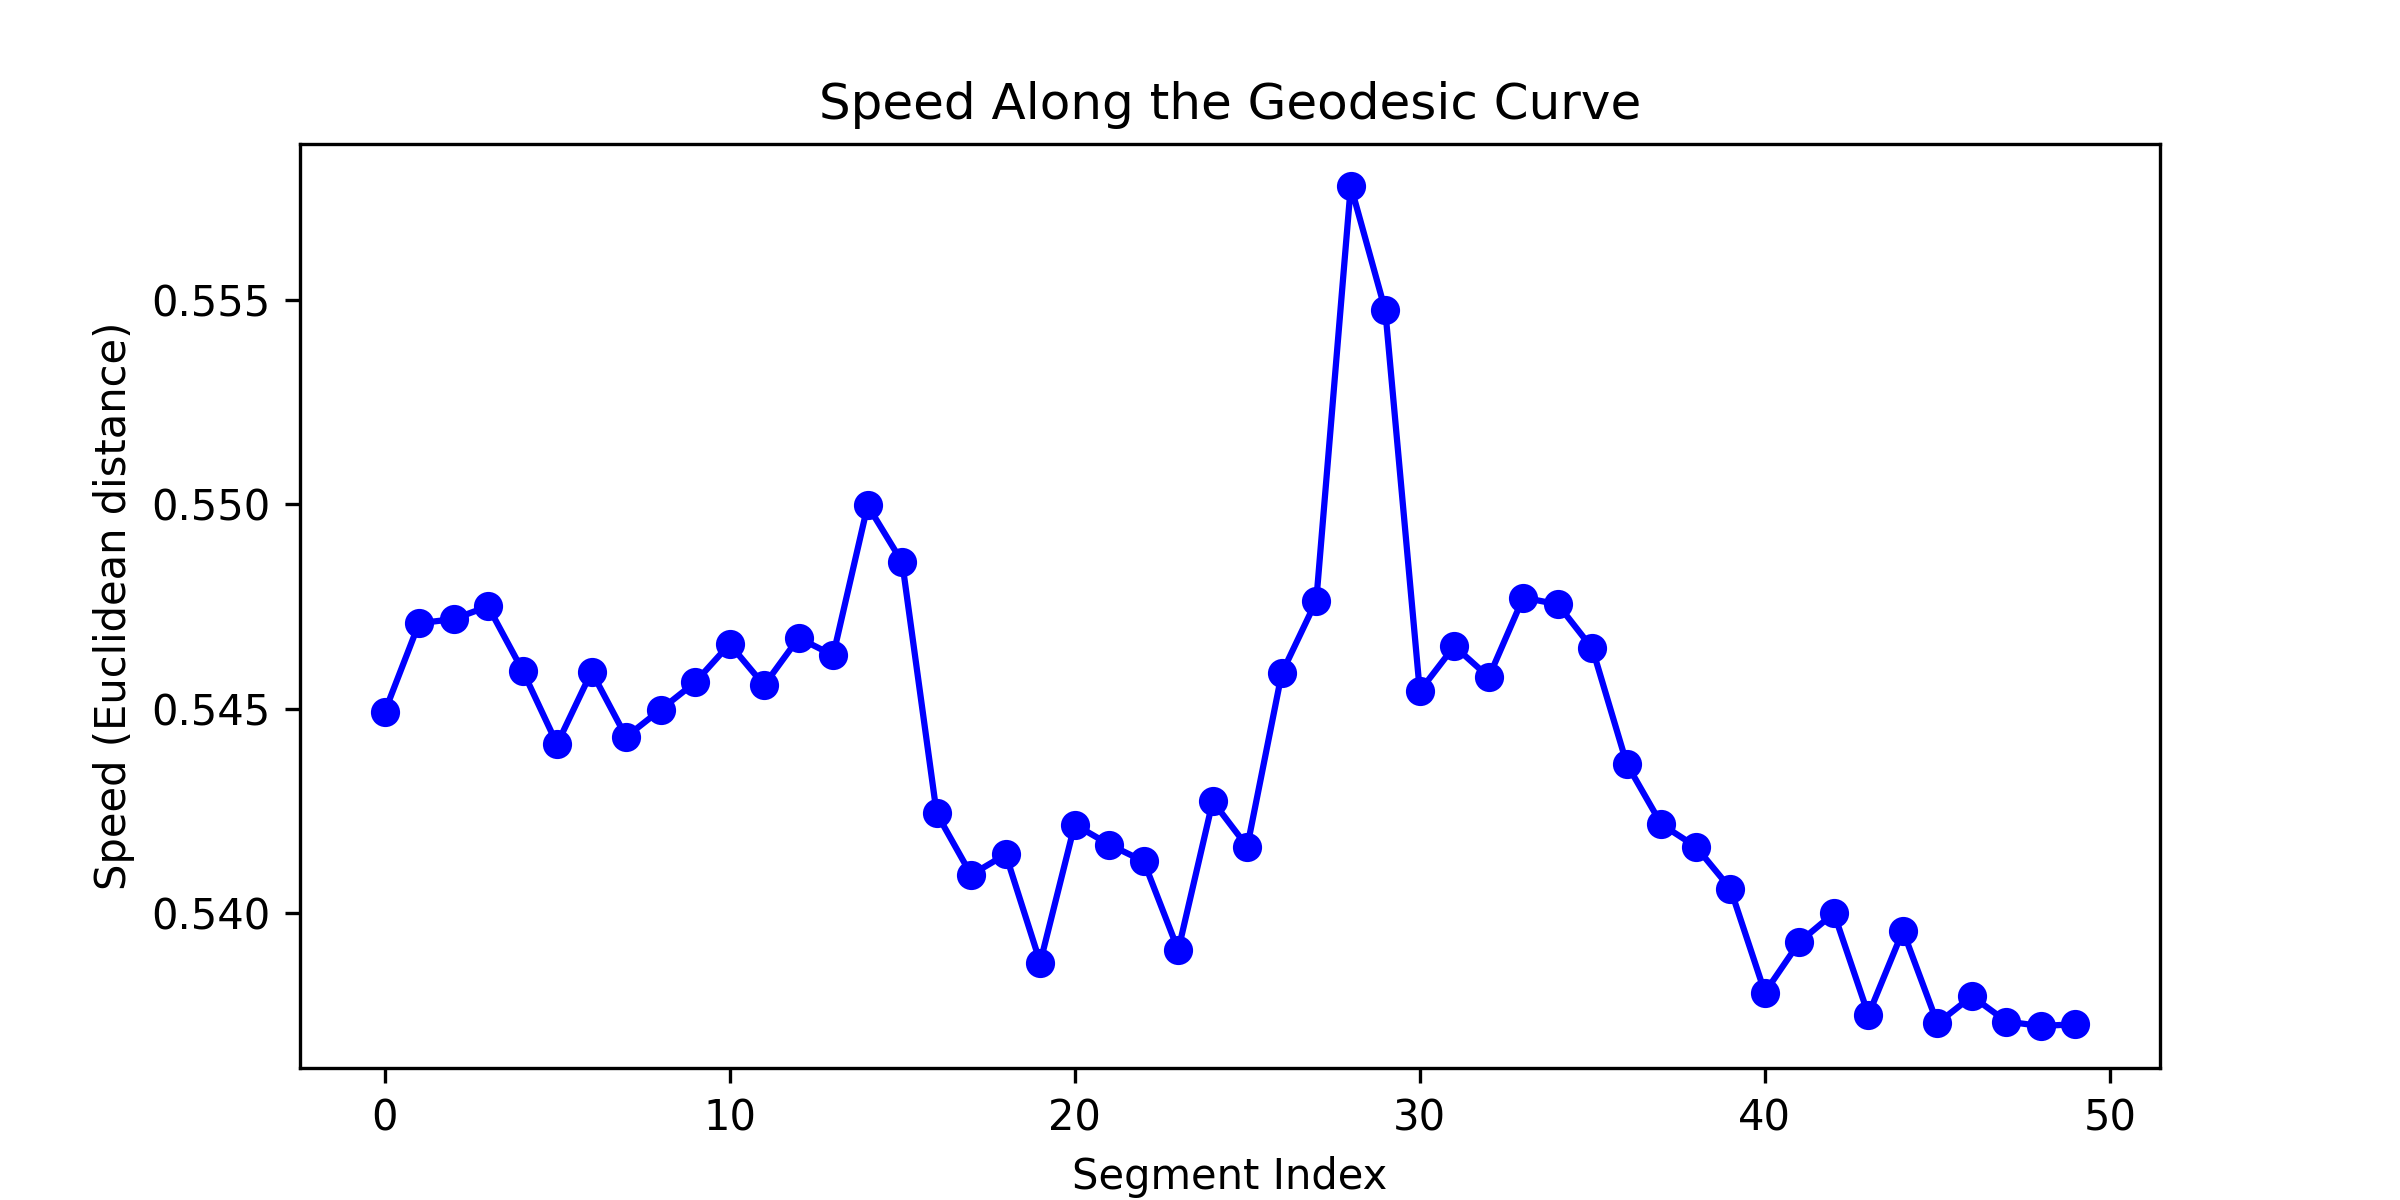 Speed Along the Geodesic Curve
Speed (Euclidean distance)
0.555
0.550
0.545
0.540
0 10 20 30 40 50
Segment Index